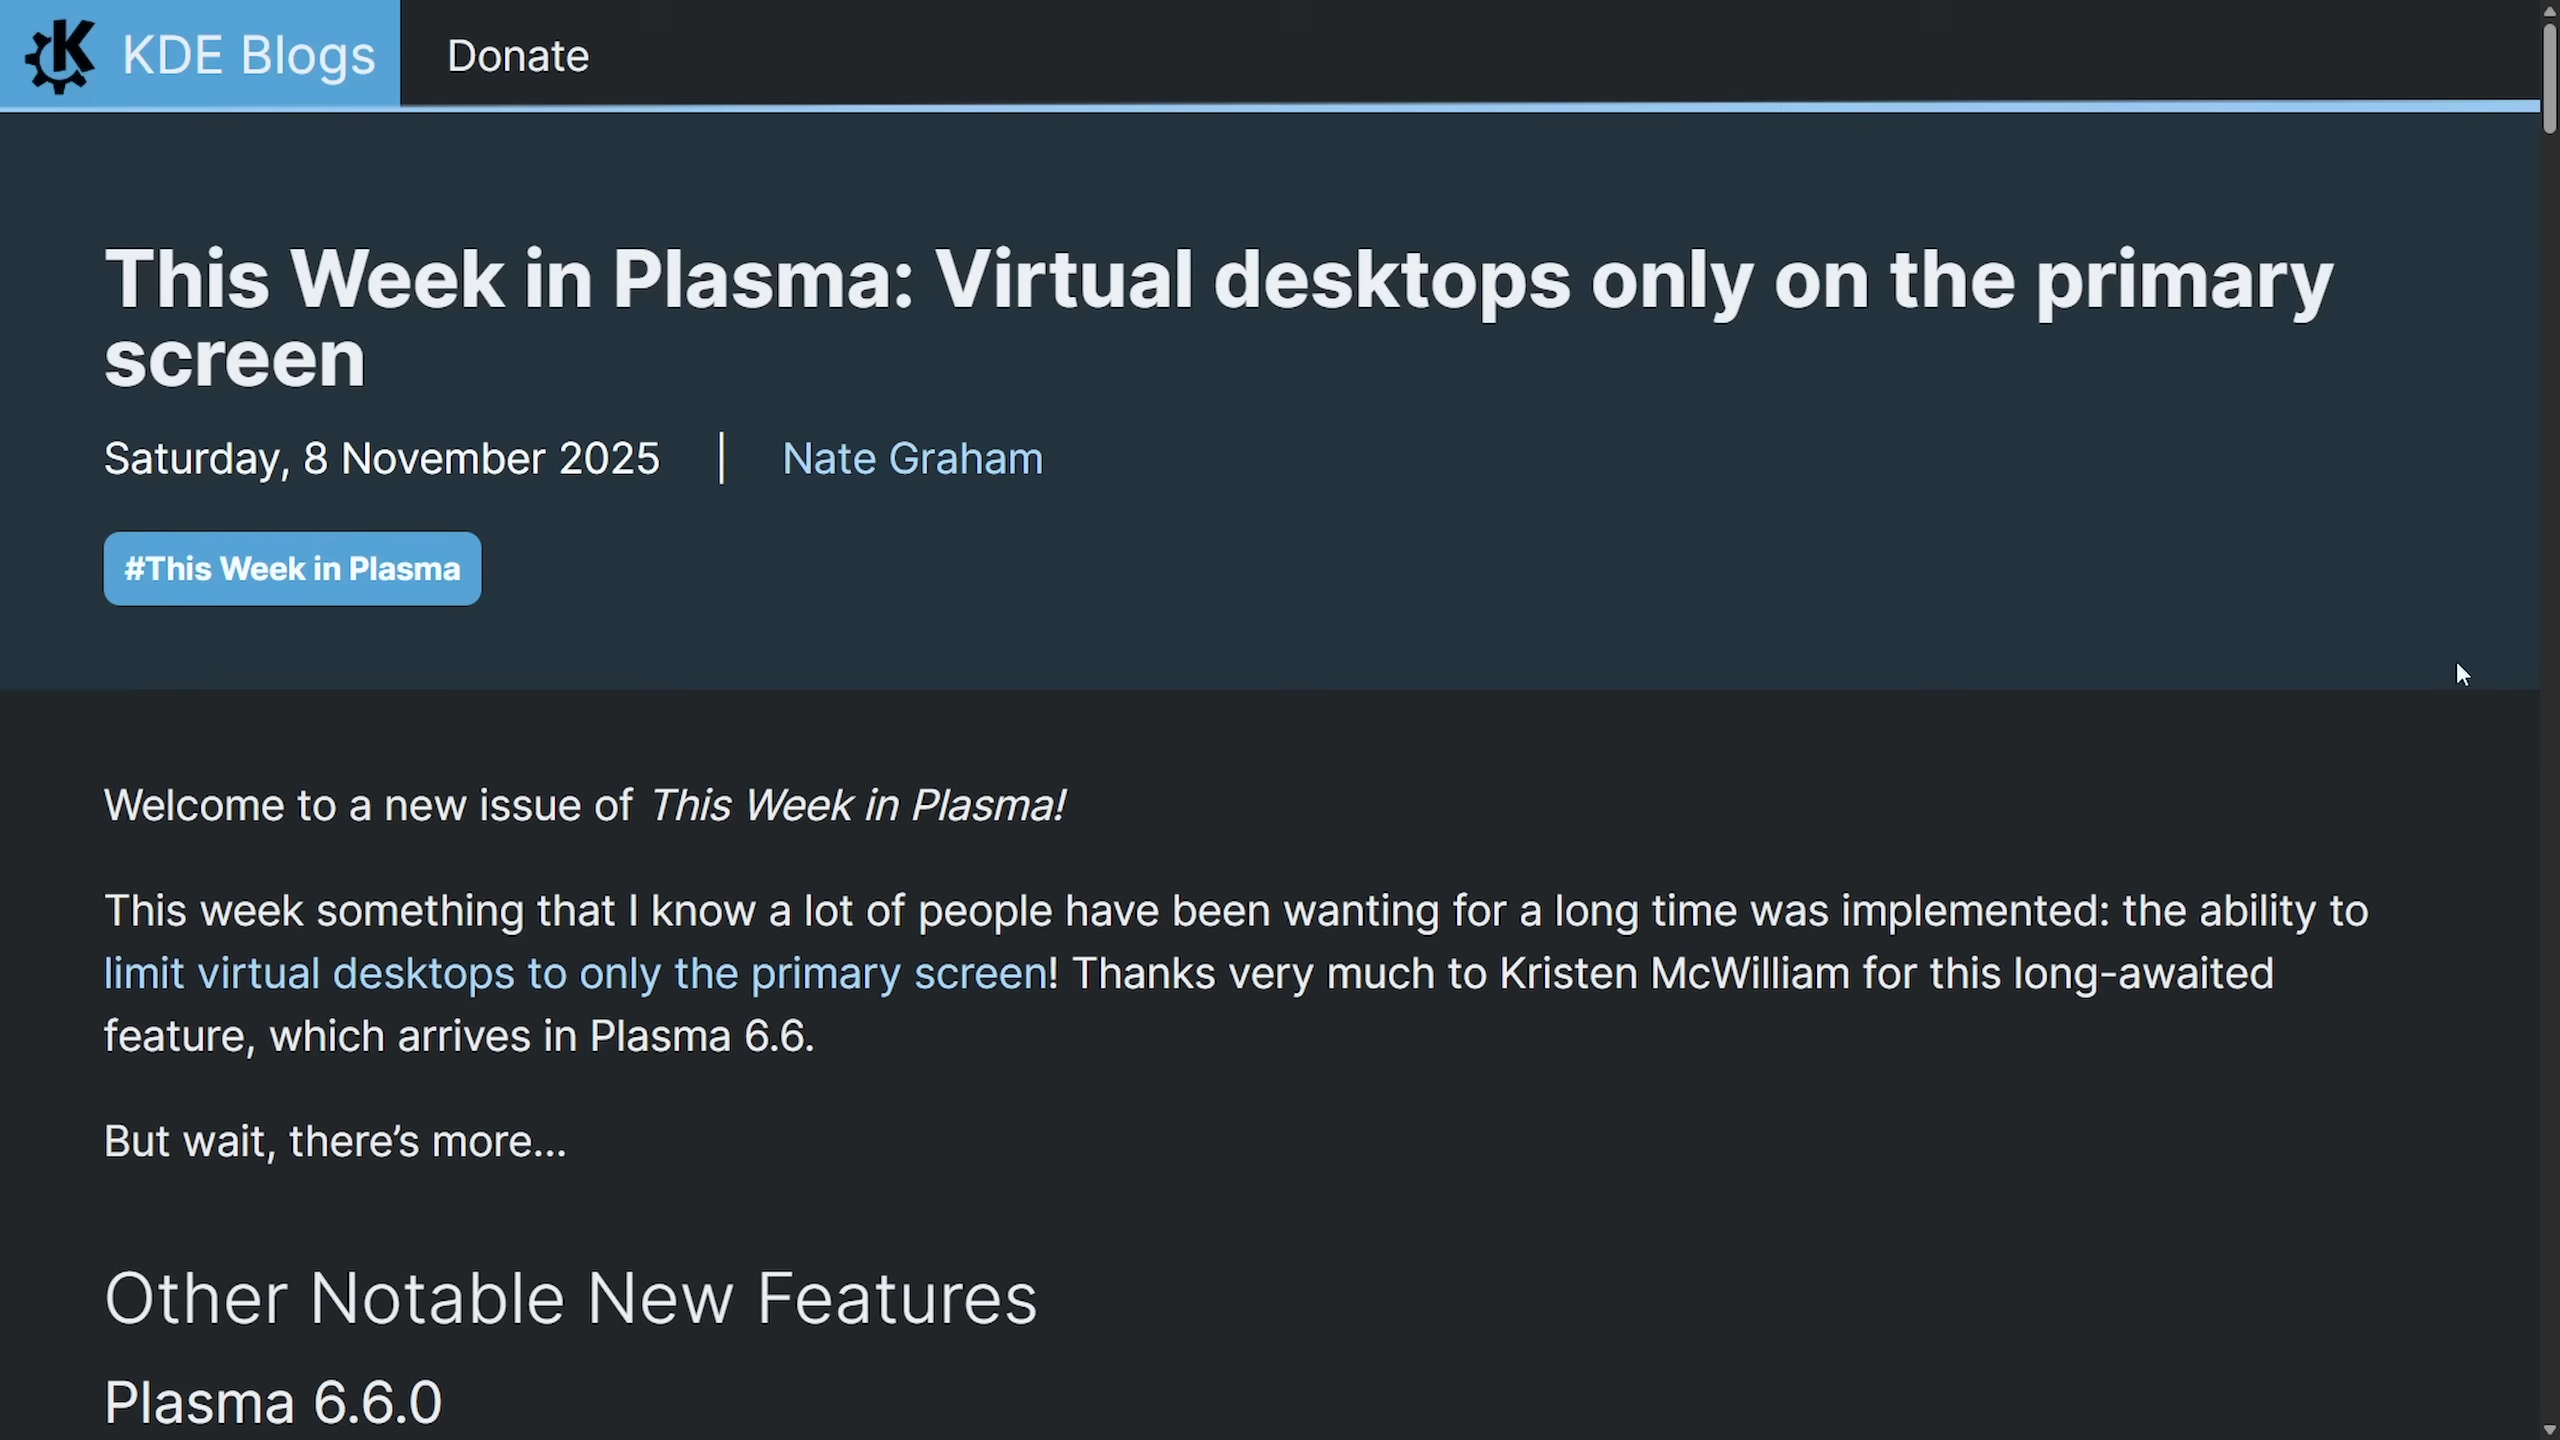 KDE Blogs
Donate
This Week in Plasma: Virtual desktops only on the primary
screen
Saturday, 8 November 2025 | Nate Graham
#This Week in Plasma
Welcome to a new issue of This Week in Plasma!
This week something that I know a lot of people have been wanting for a long time was implemented: the ability to
limit virtual desktops to only the primary screen! Thanks very much to Kristen McWilliam for this long-awaited
feature, which arrives in Plasma 6.6.
But wait, there’s more…
Other Notable New Features
Plasma 6.6.0